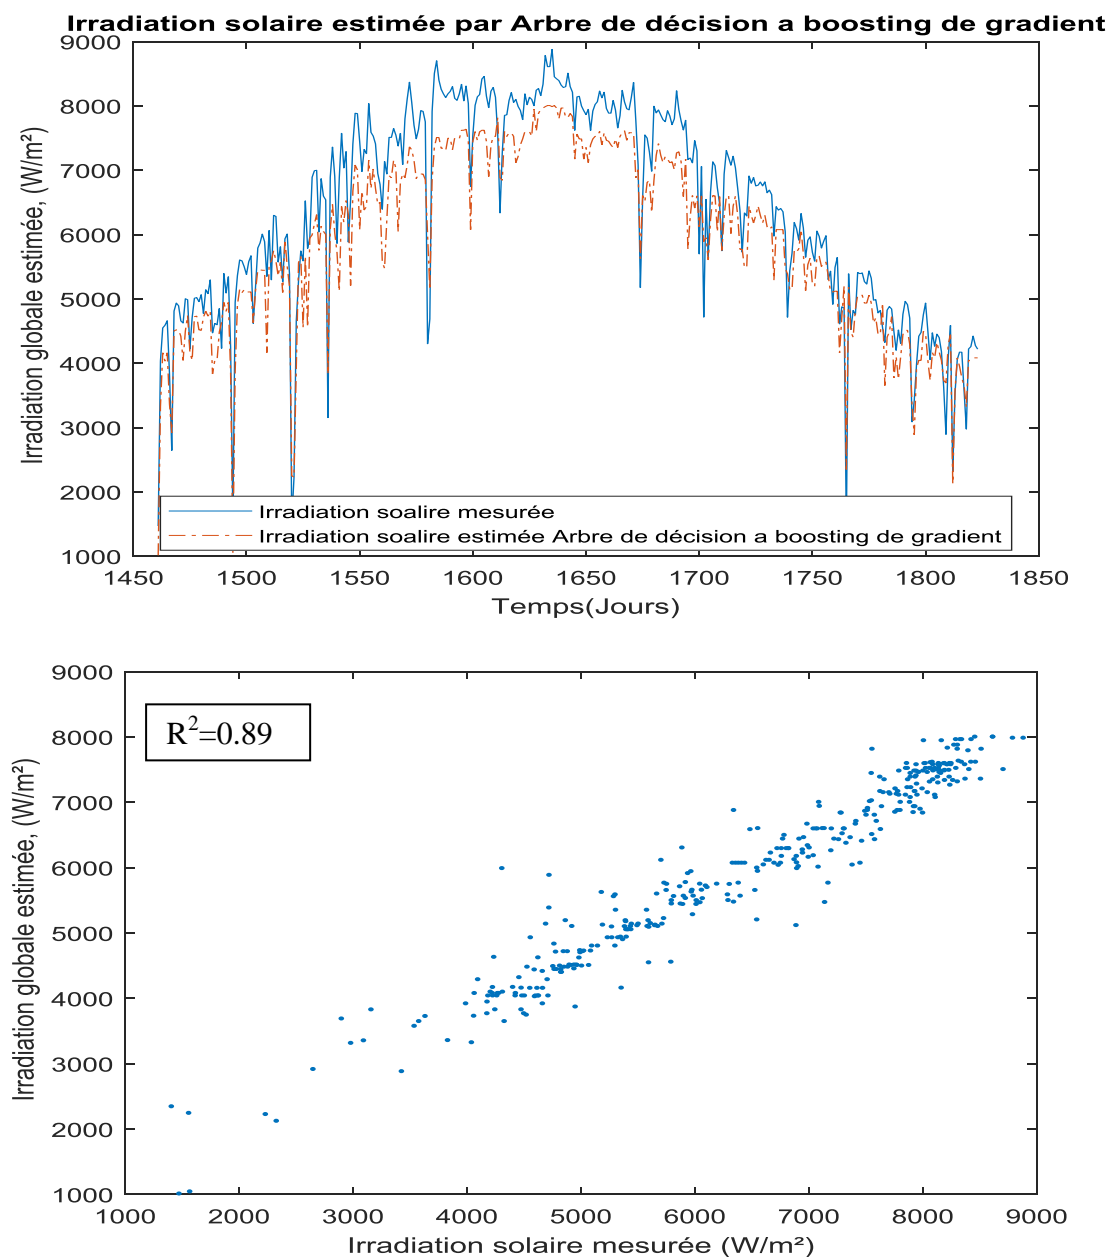 Irradiation solaire estimée par Arbre de décision a boosting de gradient
9000
8000
7000
6000
5000
4000
3000
2000
1000
Irradiation globale estimée, (W/m²)
Irradiation soalire mesurée
Irradiation soalire estimée Arbre de décision a boosting de gradient
1450 1500 1550 1600 1650 1700 1750 1800 1850
Temps(Jours)
9000
8000
7000
6000
5000
4000
3000
2000
1000
Irradiation globale estimée, (W/m²)
R²=0.89
1000 2000 3000 4000 5000 6000 7000 8000 9000
Irradiation solaire mesurée (W/m²)